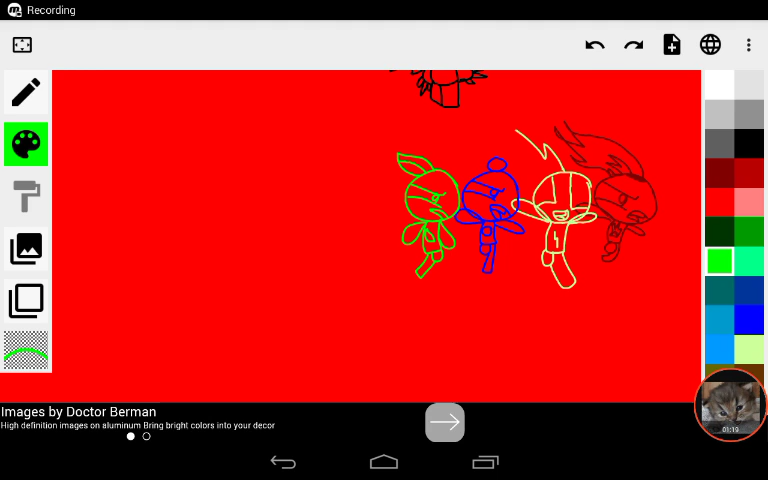 Recording
Images by Doctor Berman
High definition images on aluminum Bring bright colors into your decor
01:19